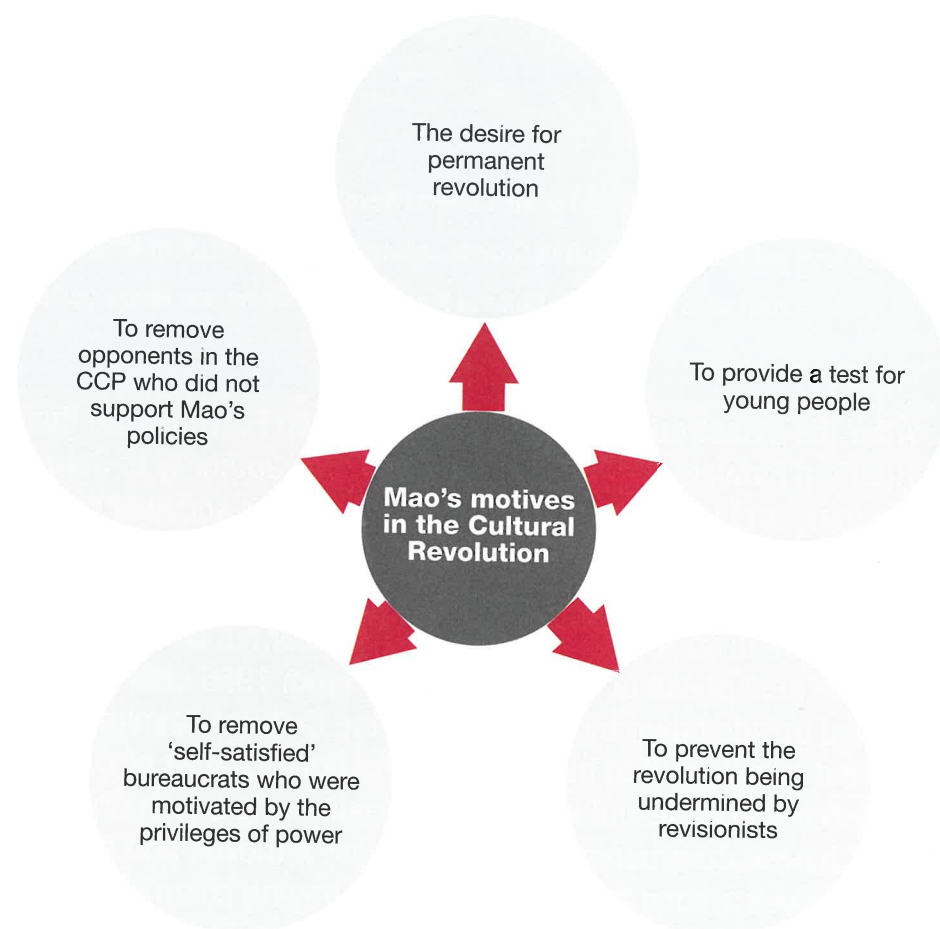 The desire for
permanent
revolution
To remove
opponents in the
CCP who did not
support Mao's
policies
To provide a test for
young people
Mao's motives
in the Cultural
Revolution
To remove
'self-satisfied'
bureaucrats who were
motivated by the
privileges of power
To prevent the
revolution being
undermined by
revisionists